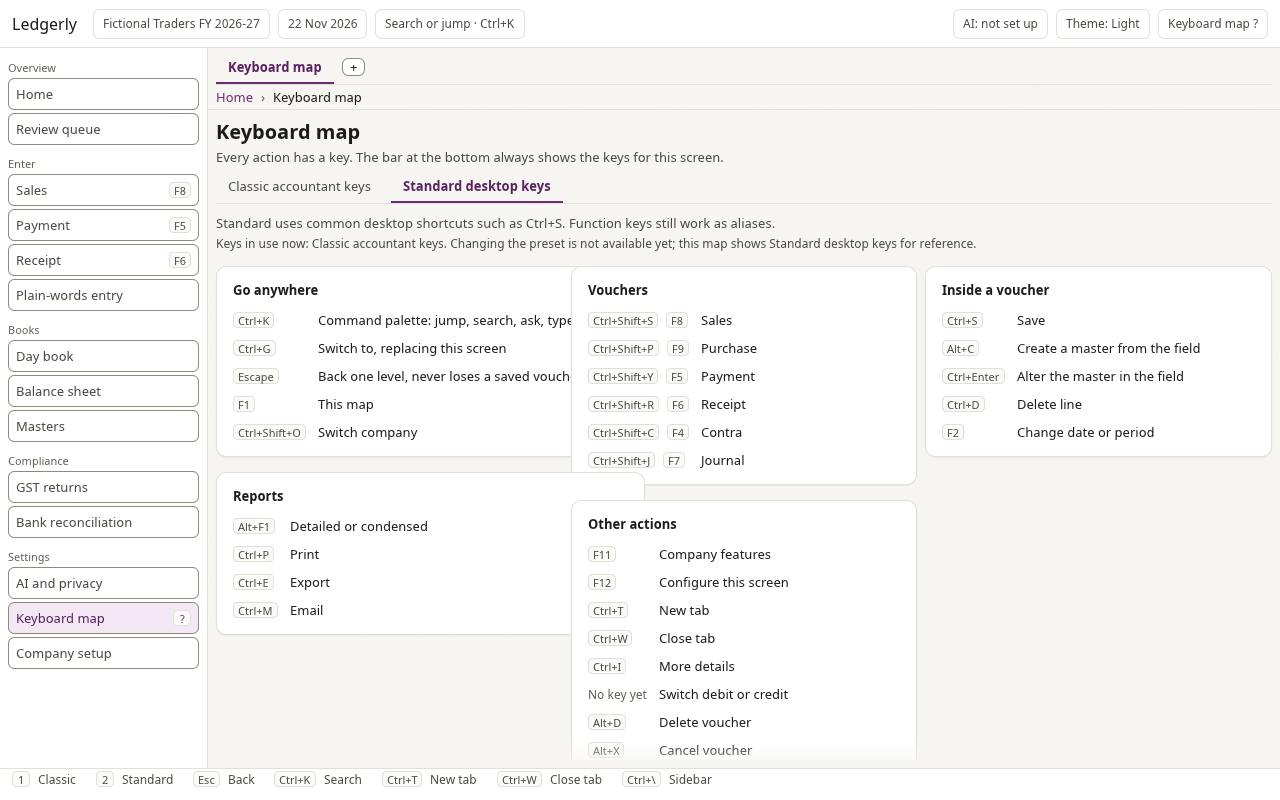 Ledgerly
Fictional Traders FY 2026-27
22 Nov 2026
Search or jump · Ctrl+K
AI: not set up
Theme: Light
Keyboard map ?
Overview
Home
Review queue
Enter
Sales F8
Payment F5
Receipt F6
Plain-words entry
Books
Day book
Balance sheet
Masters
Compliance
GST returns
Bank reconciliation
Settings
AI and privacy
Keyboard map ?
Company setup
Keyboard map +
Home › Keyboard map
Keyboard map
Every action has a key. The bar at the bottom always shows the keys for this screen.
Classic accountant keys Standard desktop keys
Standard uses common desktop shortcuts such as Ctrl+S. Function keys still work as aliases.
Keys in use now: Classic accountant keys. Changing the preset is not available yet; this map shows Standard desktop keys for reference.
Go anywhere
Ctrl+K Command palette: jump, search, ask, type
Ctrl+G Switch to, replacing this screen
Escape Back one level, never loses a saved vouch
F1 This map
Ctrl+Shift+O Switch company
Reports
Alt+F1 Detailed or condensed
Ctrl+P Print
Ctrl+E Export
Ctrl+M Email
Vouchers
Ctrl+Shift+S F8 Sales
Ctrl+Shift+P F9 Purchase
Ctrl+Shift+Y F5 Payment
Ctrl+Shift+R F6 Receipt
Ctrl+Shift+C F4 Contra
Ctrl+Shift+J F7 Journal
Other actions
F11 Company features
F12 Configure this screen
Ctrl+T New tab
Ctrl+W Close tab
Ctrl+I More details
No key yet Switch debit or credit
Alt+D Delete voucher
Alt+X Cancel voucher
Inside a voucher
Ctrl+S Save
Alt+C Create a master from the field
Ctrl+Enter Alter the master in the field
Ctrl+D Delete line
F2 Change date or period
1 Classic 2 Standard Esc Back Ctrl+K Search Ctrl+T New tab Ctrl+W Close tab Ctrl+\ Sidebar